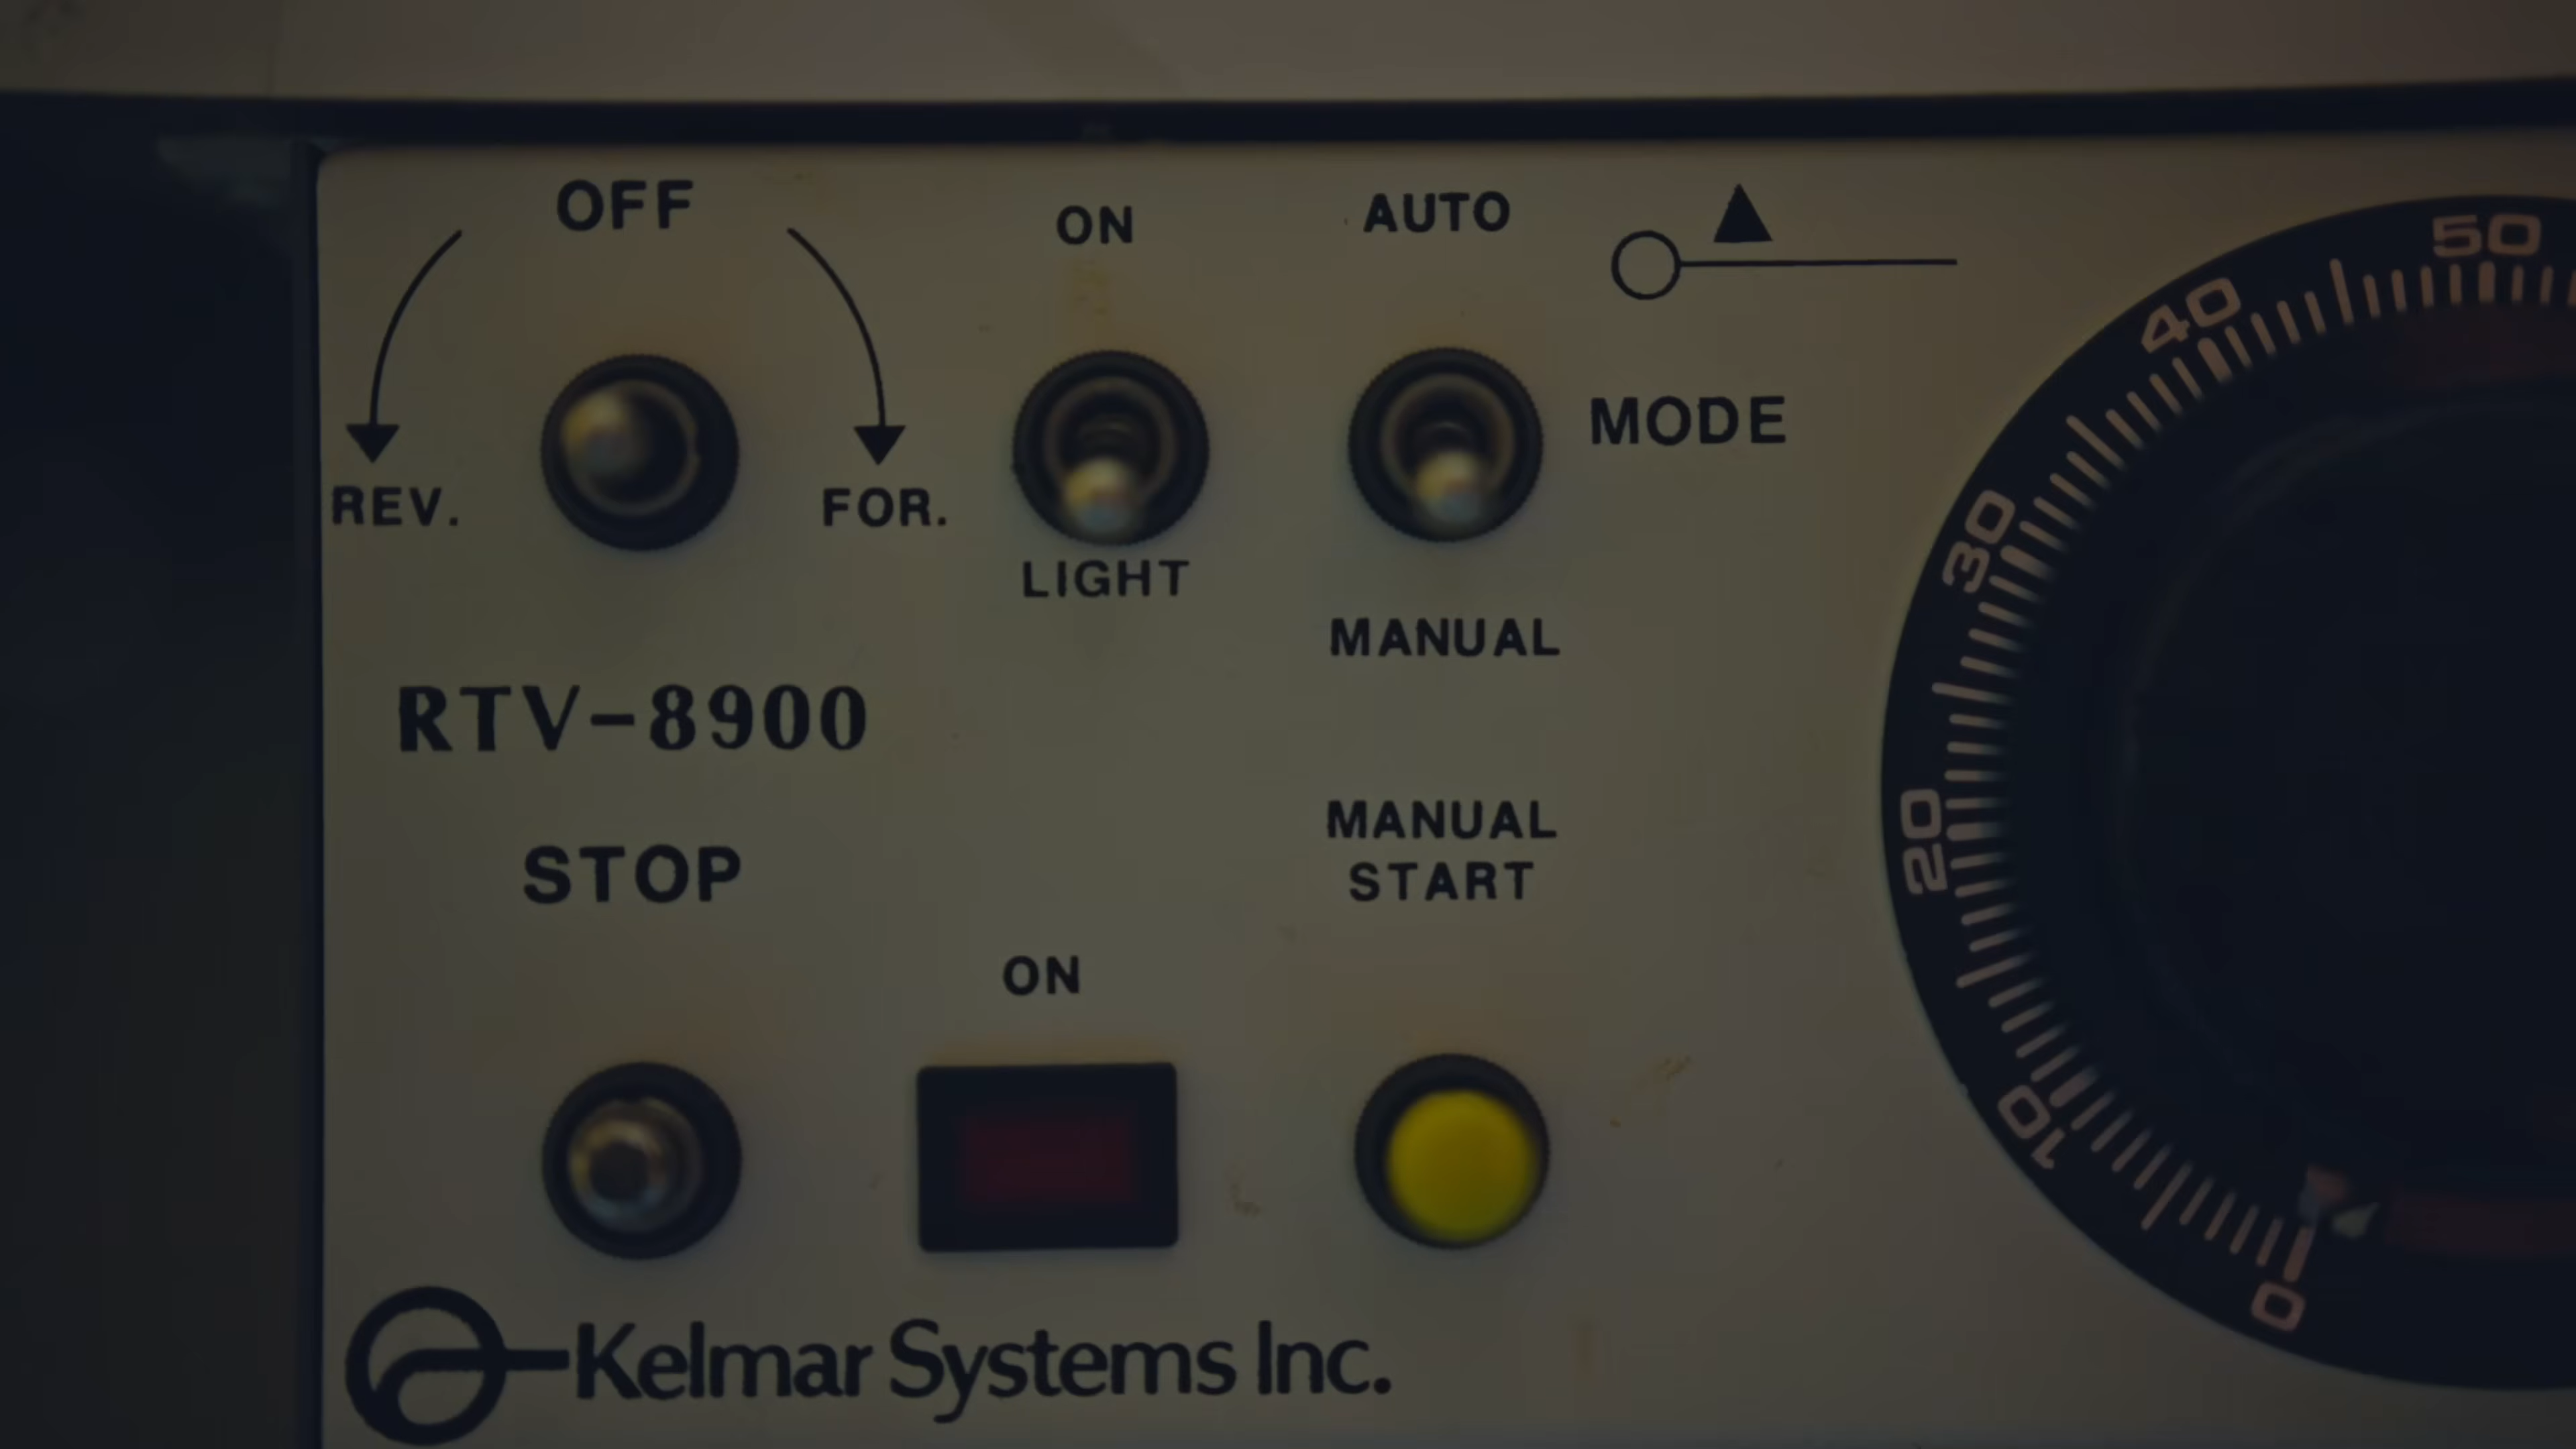 OFF
ON
AUTO
REV.
FOR.
LIGHT
MODE
MANUAL
RTV-8900
STOP
MANUAL
START
ON
Kelmar Systems Inc.
50
40
30
20
10
0